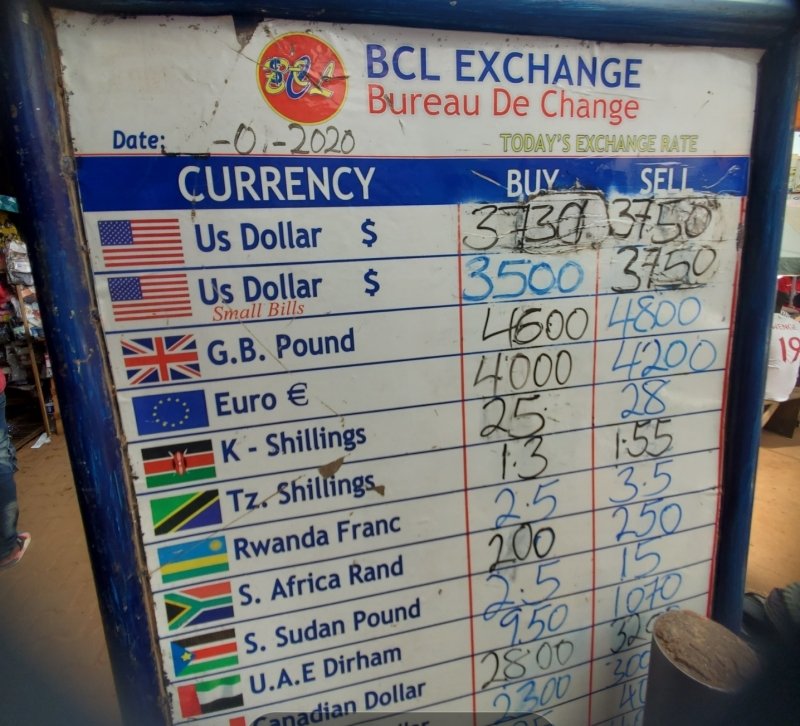 BCL
BCL EXCHANGE
Bureau De Change
Date: -01-2020
TODAY'S EXCHANGE RATE
CURRENCY BUY SELL
Us Dollar $ 3730 3750
Us Dollar $ 3500 3750
Small Bills
G.B. Pound 4600 4800
Euro € 4000 4200
K - Shillings 25 28
Tz. Shillings 1.3 1.55
Rwanda Franc 2.5 3.5
S. Africa Rand 200 250
S. Sudan Pound 2.5 15
U.A.E Dirham 950 1070
Canadian Dollar 2800
2300
19